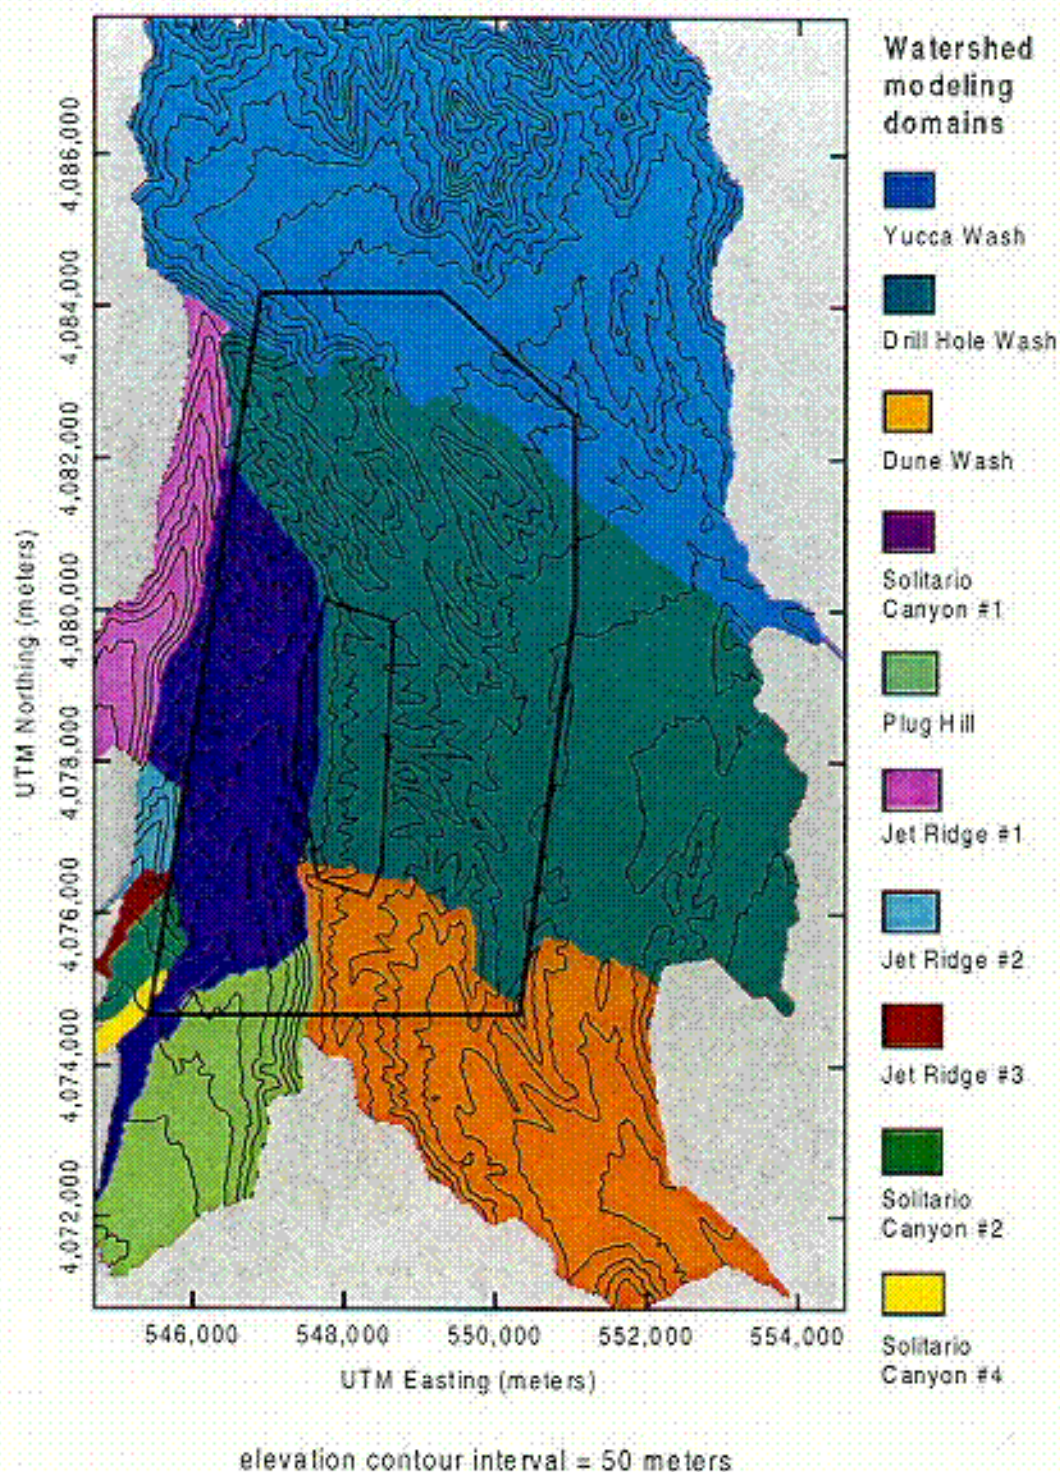 Watershed
modeling
domains
Yucca Wash
Drill Hole Wash
Dune Wash
Solitario
Canyon #1
Plug Hill
Jet Ridge #1
Jet Ridge #2
Jet Ridge #3
Solitario
Canyon #2
Solitario
Canyon #4
UTM Northing (meters)
4,086,000
4,084,000
4,082,000
4,080,000
4,078,000
4,076,000
4,074,000
4,072,000
546,000
548,000
550,000
552,000
554,000
UTM Easting (meters)
elevation contour interval = 50 meters